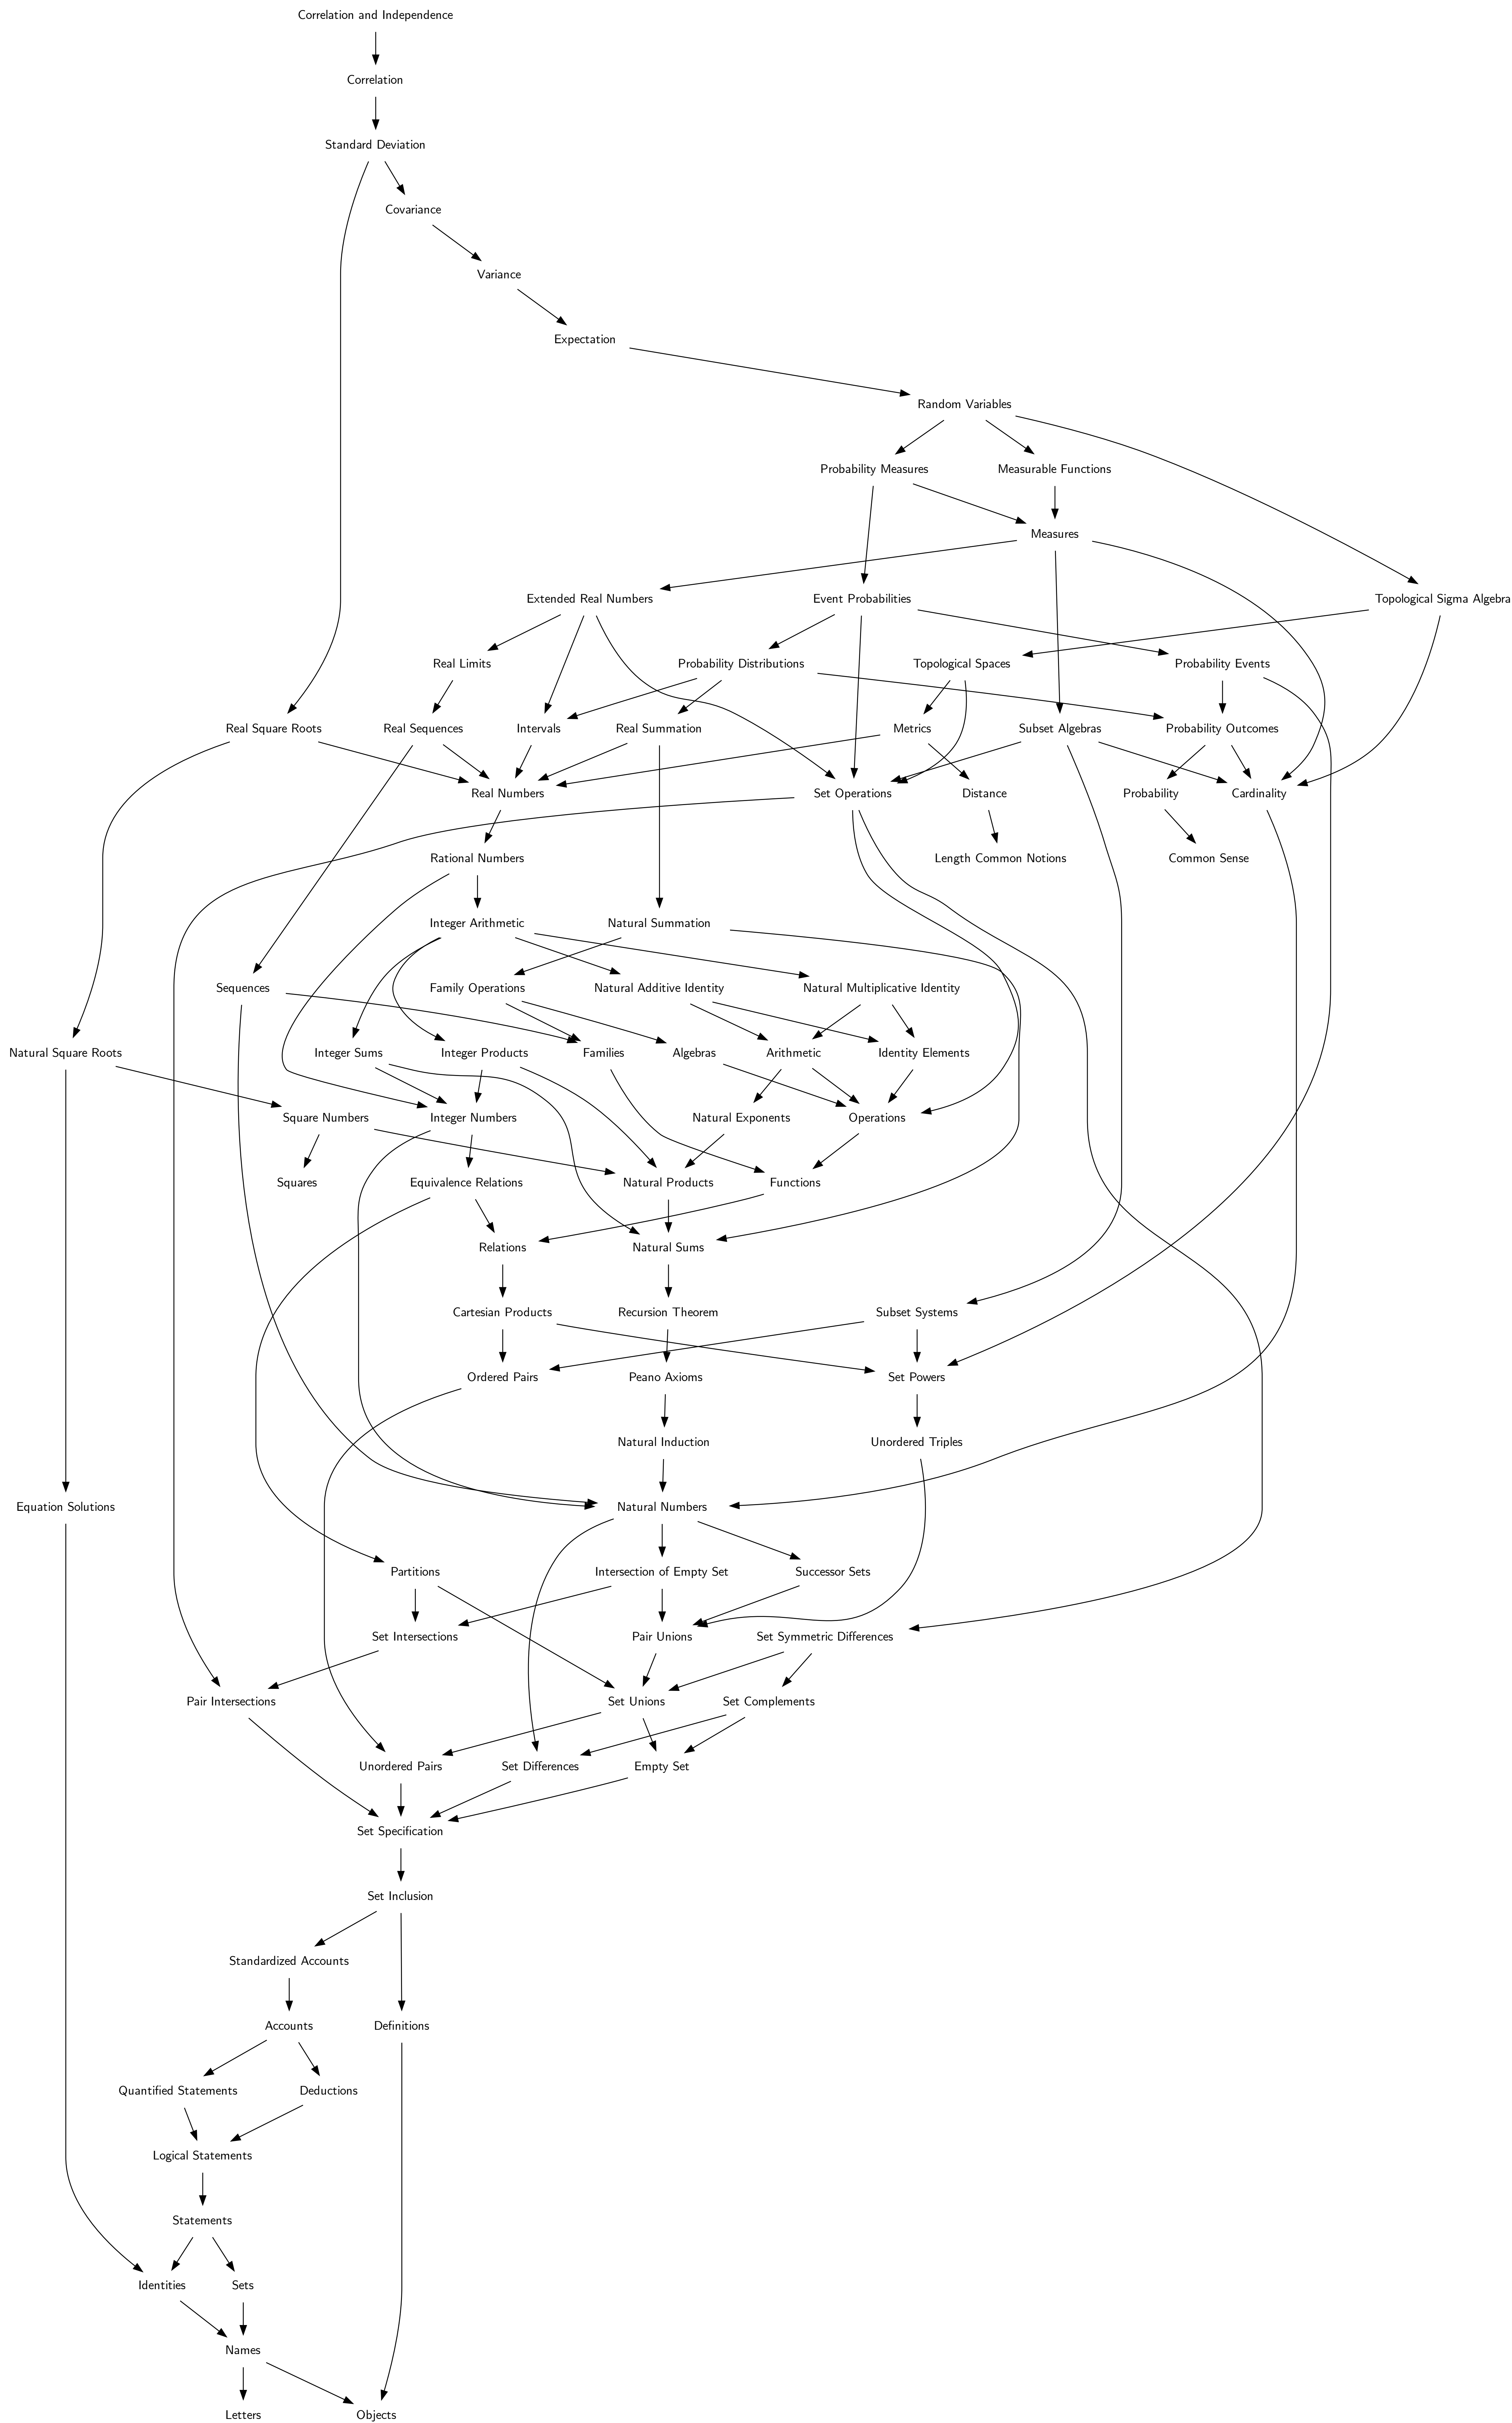 Correlation and Independence
Correlation
Standard Deviation
Covariance
Variance
Expectation
Random Variables
Probability Measures
Measurable Functions
Measures
Extended Real Numbers
Event Probabilities
Topological Sigma Algebra
Real Limits
Probability Distributions
Topological Spaces
Probability Events
Real Square Roots
Real Sequences
Intervals
Real Summation
Metrics
Subset Algebras
Probability Outcomes
Real Numbers
Set Operations
Distance
Probability
Cardinality
Rational Numbers
Length Common Notions
Common Sense
Integer Arithmetic
Natural Summation
Sequences
Family Operations
Natural Additive Identity
Natural Multiplicative Identity
Natural Square Roots
Integer Sums
Integer Products
Families
Algebras
Arithmetic
Identity Elements
Square Numbers
Integer Numbers
Natural Exponents
Operations
Squares
Equivalence Relations
Natural Products
Functions
Relations
Natural Sums
Cartesian Products
Recursion Theorem
Subset Systems
Ordered Pairs
Peano Axioms
Set Powers
Natural Induction
Unordered Triples
Equation Solutions
Natural Numbers
Partitions
Intersection of Empty Set
Successor Sets
Set Intersections
Pair Unions
Set Symmetric Differences
Pair Intersections
Set Unions
Set Complements
Unordered Pairs
Set Differences
Empty Set
Set Specification
Set Inclusion
Standardized Accounts
Accounts
Definitions
Quantified Statements
Deductions
Logical Statements
Statements
Identities
Sets
Names
Letters
Objects